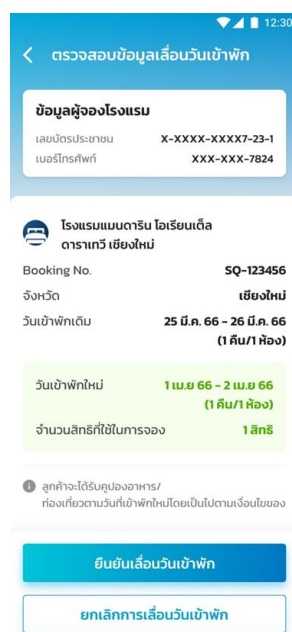 12:30
ตรวจสอบข้อมูลเลื่อนวันเข้าพัก
ข้อมูลผู้จองโรงแรม
เลขบัตรประชาชน X-XXXX-XXXX7-23-1
เบอร์โทรศัพท์ XXX-XXX-7824
โรงแรมแมนดาริน โอเรียนเต็ล
ดาราเทวี เชียงใหม่
Booking No. SQ-123456
จังหวัด เชียงใหม่
วันเข้าพักเดิม 25 มี.ค. 66 - 26 มี.ค. 66
(1 คืน/1 ห้อง)
วันเข้าพักใหม่ 1 เม.ย 66 - 2 เม.ย 66
(1 คืน/1 ห้อง)
จำนวนสิทธิที่ใช้ในการจอง 1 สิทธิ
ลูกค้าจะได้รับคูปองอาหาร/
ท่องเที่ยวตามวันที่เข้าพักใหม่โดยเป็นไปตามเงื่อนไขของ
ยืนยันเลื่อนวันเข้าพัก
ยกเลิกการเลื่อนวันเข้าพัก